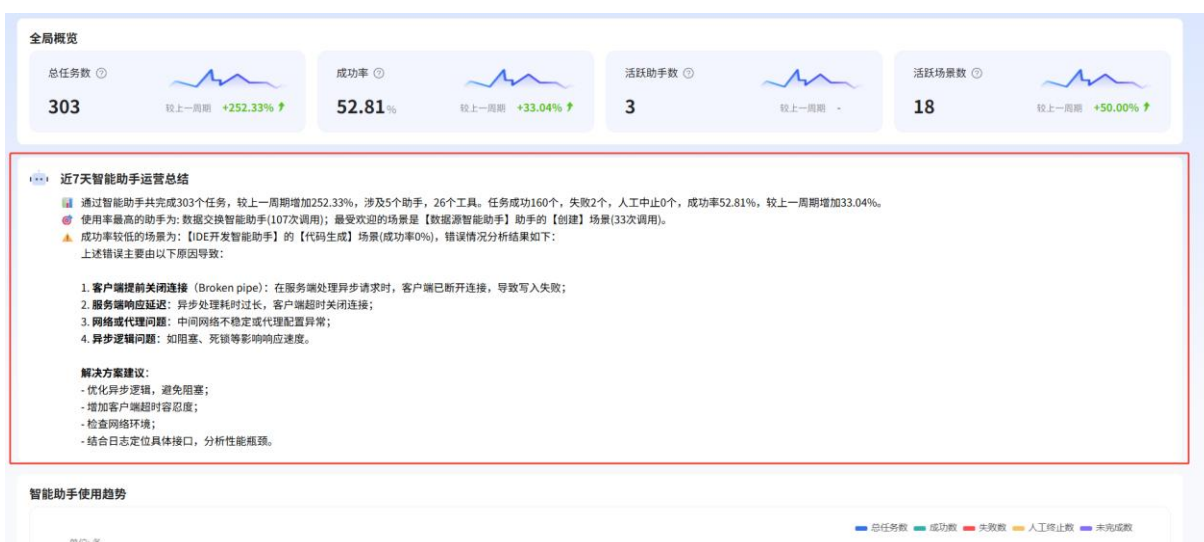 全局概览
总任务数
303
较上一周期 +252.33%
成功率
52.81%
较上一周期 +33.04%
活跃助手数
3
较上一周期 -
活跃场景数
18
较上一周期 +50.00%
近7天智能助手运营总结
通过智能助手共完成303个任务，较上一周期增加252.33%，涉及5个助手，26个工具。任务成功160个，失败2个，人工中止0个，成功率52.81%，较上一周期增加33.04%。
使用率最高的助手为: 数据交换智能助手(107次调用)；最受欢迎的场景是【数据源智能助手】助手的【创建】场景(33次调用)。
成功率较低的场景为：【IDE开发智能助手】的【代码生成】场景(成功率0%)，错误情况分析结果如下：
上述错误主要由以下原因导致：
1. 客户端提前关闭连接（Broken pipe）：在服务端处理异步请求时，客户端已断开连接，导致写入失败；
2. 服务端响应延迟：异步处理耗时过长，客户端超时关闭连接；
3. 网络或代理问题：中间网络不稳定或代理配置异常；
4. 异步逻辑问题：如阻塞、死锁等影响响应速度。
解决方案建议：
- 优化异步逻辑，避免阻塞；
- 增加客户端超时容忍度；
- 检查网络环境；
- 结合日志定位具体接口，分析性能瓶颈。
智能助手使用趋势
总任务数 成功数 失败数 人工终止数 未完成数